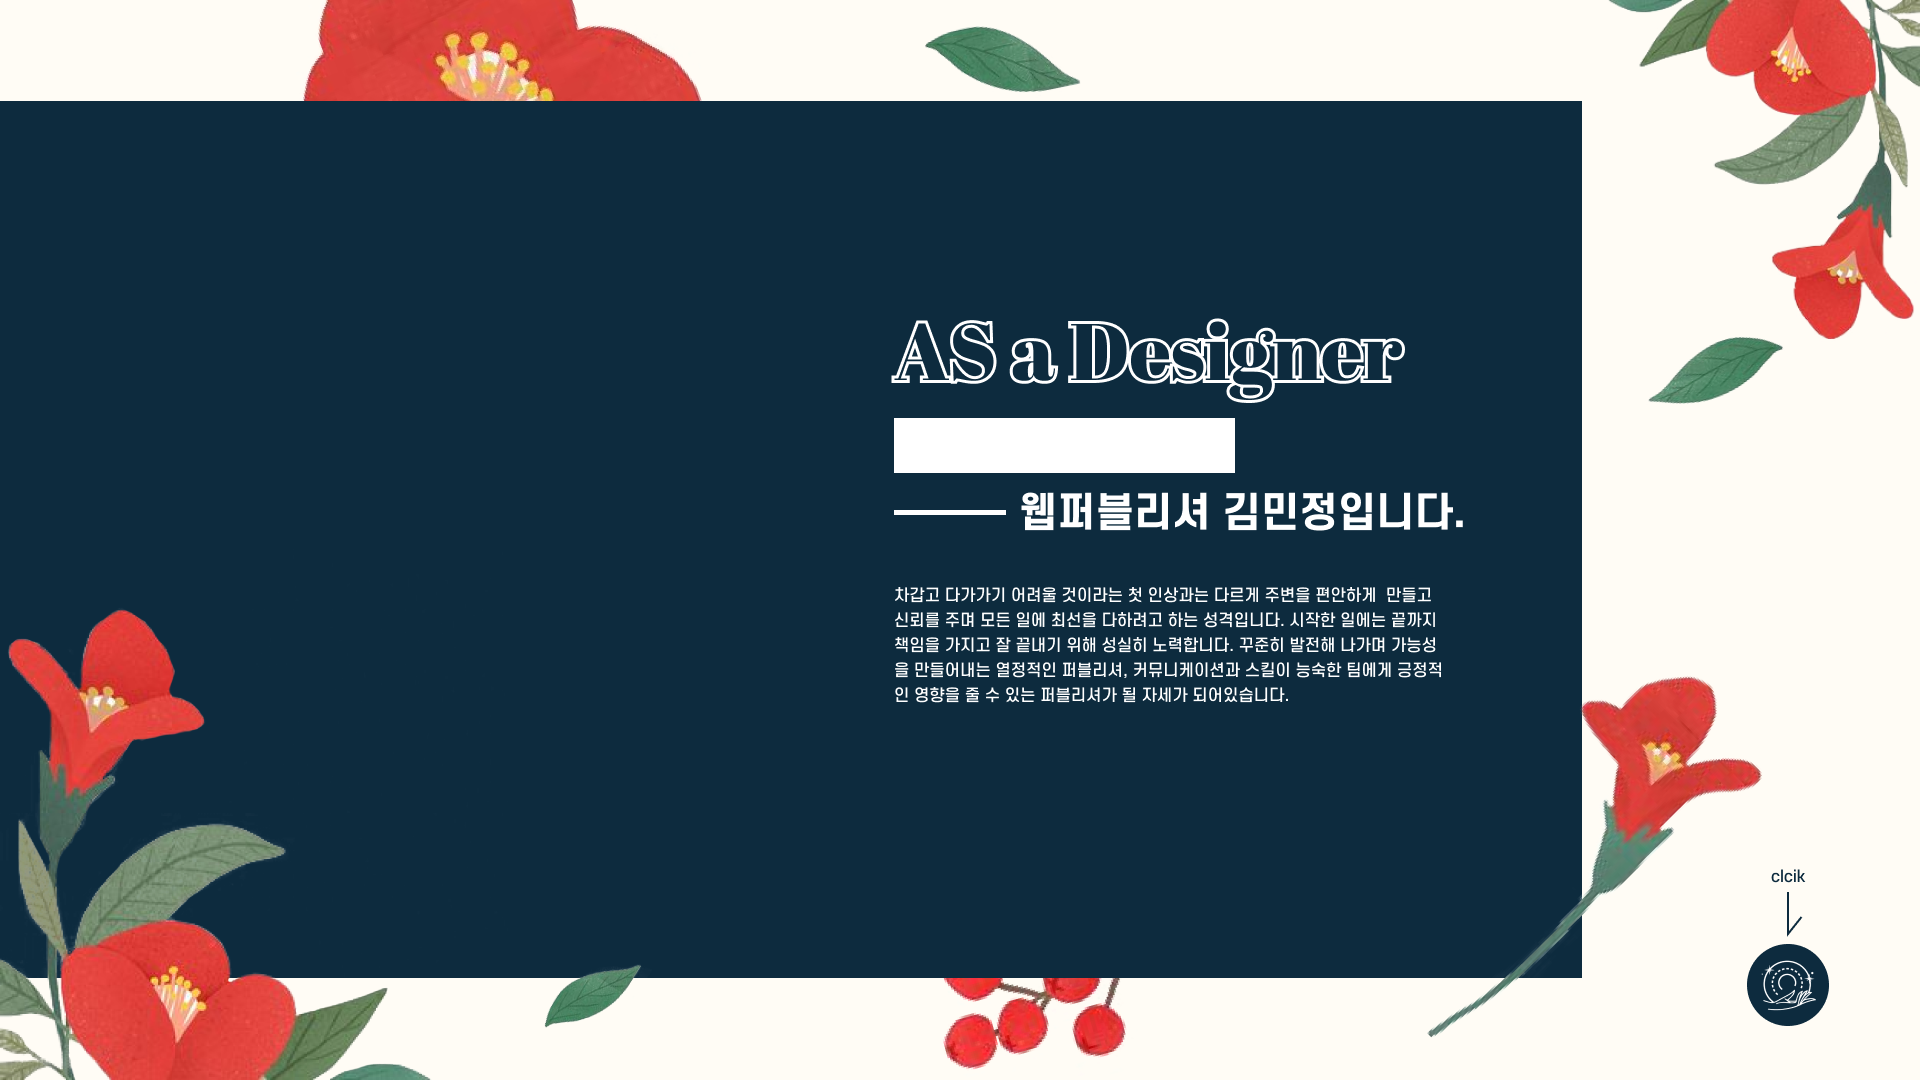 AS a Designer
웹퍼블리셔 김민정입니다.
차갑고 다가가기 어려울 것이라는 첫 인상과는 다르게 주변을 편안하게 만들고
신뢰를 주며 모든 일에 최선을 다하려고 하는 성격입니다. 시작한 일에는 끝까지
책임을 가지고 잘 끝내기 위해 성실히 노력합니다. 꾸준히 발전해 나가며 가능성
을 만들어내는 열정적인 퍼블리셔, 커뮤니케이션과 스킬이 능숙한 팀에게 긍정적
인 영향을 줄 수 있는 퍼블리셔가 될 자세가 되어있습니다.
clcik